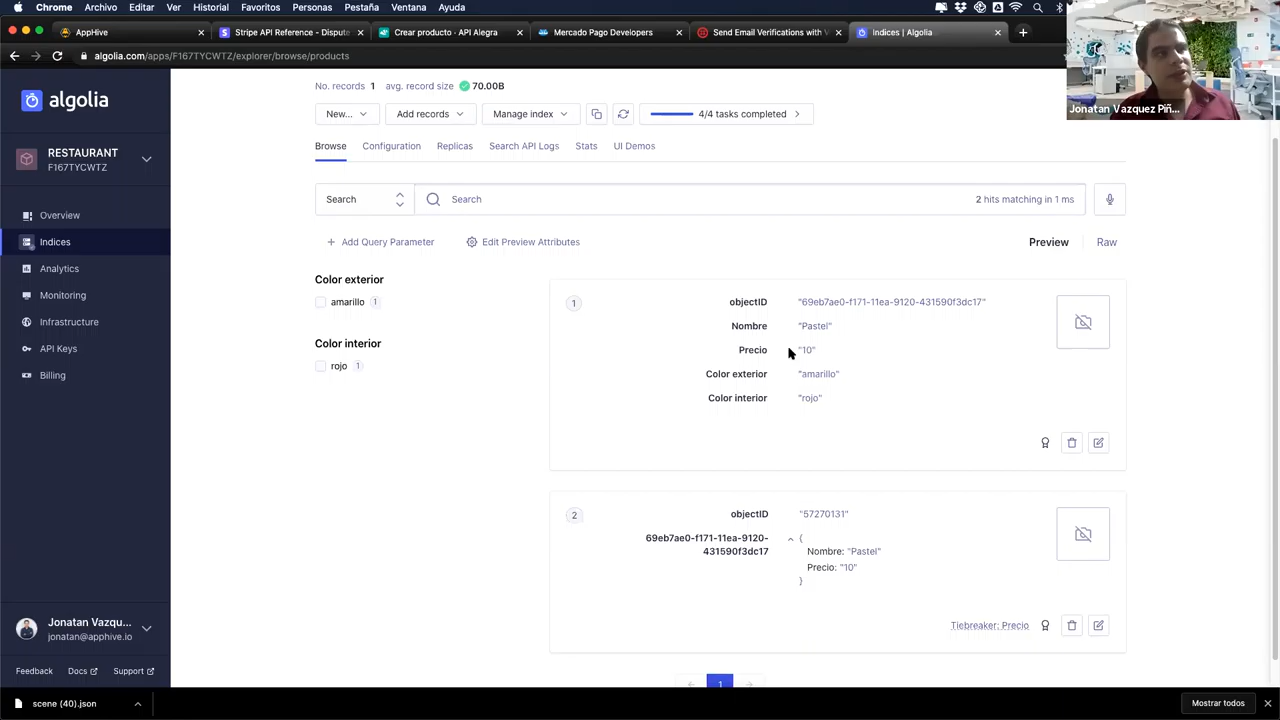 Chrome Archivo Editar Ver Historial Favoritos Personas Pestaña Ventana Ayuda
AppHive
Stripe API Reference - Dispute
Crear producto · API Alegra
Mercado Pago Developers
Send Email Verifications with
Indices | Algolia
algolia.com/apps/F167TYCWTZ/explorer/browse/products
Jonatan Vazquez Piñ...
algolia
RESTAURANT
F167TYCWTZ
Overview
Indices
Analytics
Monitoring
Infrastructure
API Keys
Billing
Jonatan Vazqu...
jonatan@apphive.io
Feedback Docs Support
No. records 1 avg. record size 70.00B
New... Add records Manage index 4/4 tasks completed
Browse Configuration Replicas Search API Logs Stats UI Demos
Search Search 2 hits matching in 1 ms
Add Query Parameter Edit Preview Attributes Preview Raw
Color exterior
amarillo 1
Color interior
rojo 1
1
objectID "69eb7ae0-f171-11ea-9120-431590f3dc17"
Nombre "Pastel"
Precio "10"
Color exterior "amarillo"
Color interior "rojo"
2
objectID "57270131"
69eb7ae0-f171-11ea-9120-
431590f3dc17
{
Nombre: "Pastel"
Precio: "10"
}
Tiebreaker: Precio
1
scene (40).json
Mostrar todos